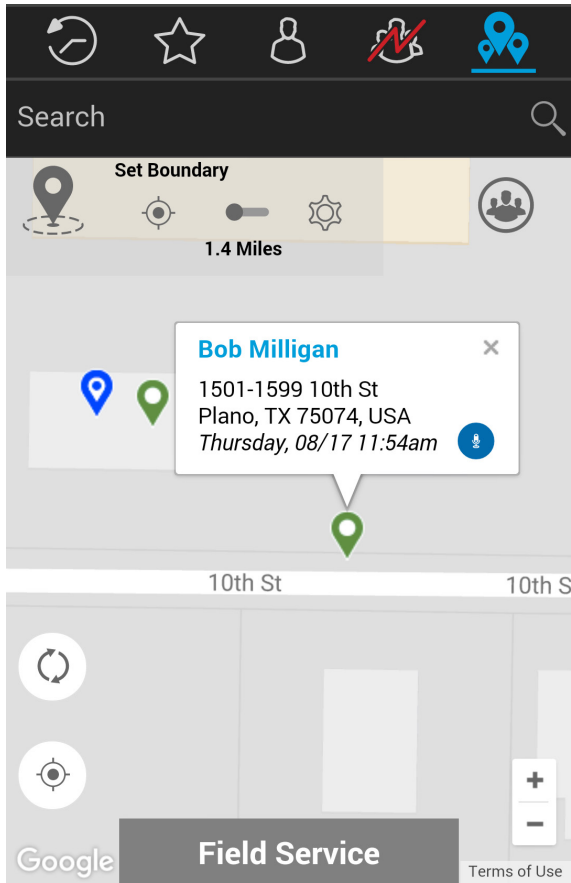 Search
Set Boundary
1.4 Miles
Bob Milligan
×
1501-1599 10th St
Plano, TX 75074, USA
Thursday, 08/17 11:54am
10th St
10th S
+
−
Google
Field Service
Terms of Use